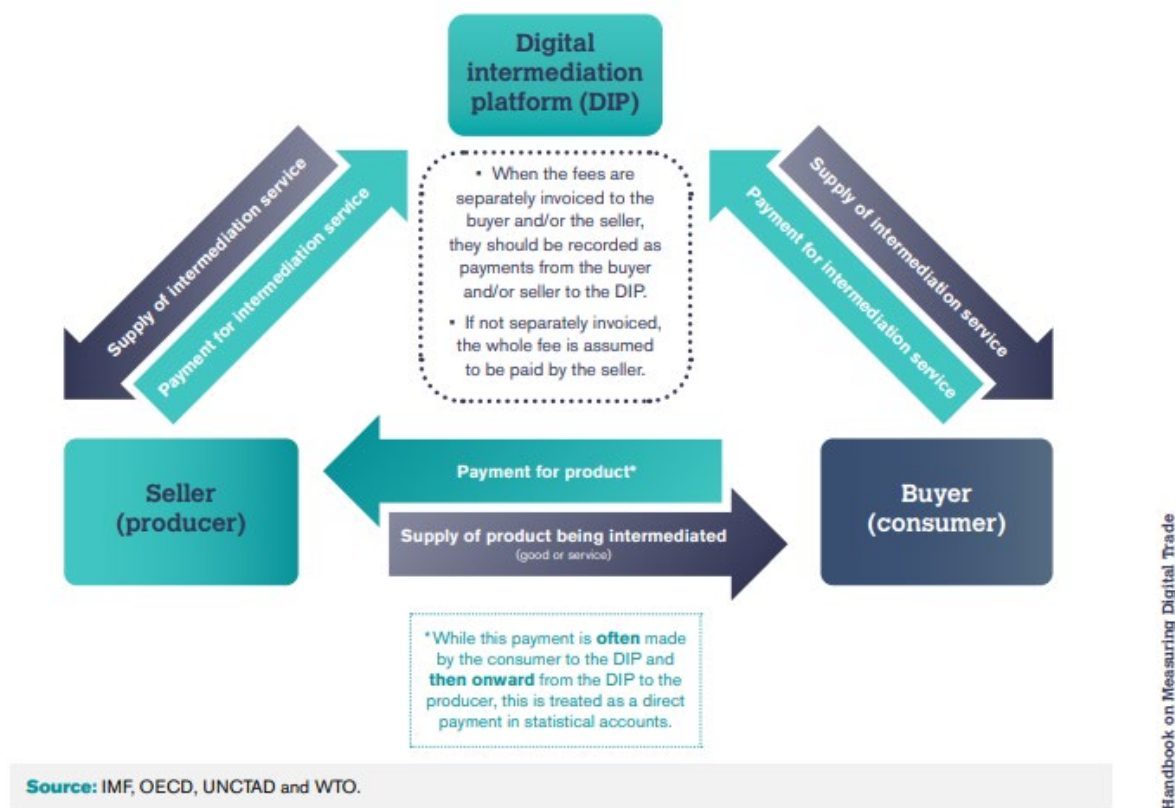 Digital
intermediation
platform (DIP)
Supply of intermediation service
Payment for intermediation service
• When the fees are
separately invoiced to the
buyer and/or the seller,
they should be recorded as
payments from the buyer
and/or seller to the DIP.
• If not separately invoiced,
the whole fee is assumed
to be paid by the seller.
Supply of intermediation service
Payment for intermediation service
Seller
(producer)
Payment for product*
Supply of product being intermediated
(good or service)
Buyer
(consumer)
*While this payment is often made
by the consumer to the DIP and
then onward from the DIP to the
producer, this is treated as a direct
payment in statistical accounts.
Source: IMF, OECD, UNCTAD and WTO.
Handbook on Measuring Digital Trade